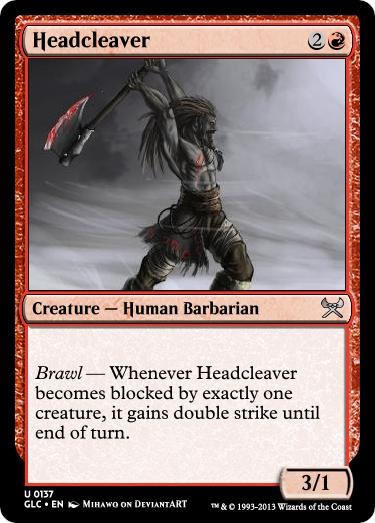 Headcleaver 2
Creature — Human Barbarian
Brawl — Whenever Headcleaver
becomes blocked by exactly one
creature, it gains double strike until
end of turn.
3/1
U 0137
GLC • EN Mihawo on DeviantART
™ & © 1993-2013 Wizards of the Coast